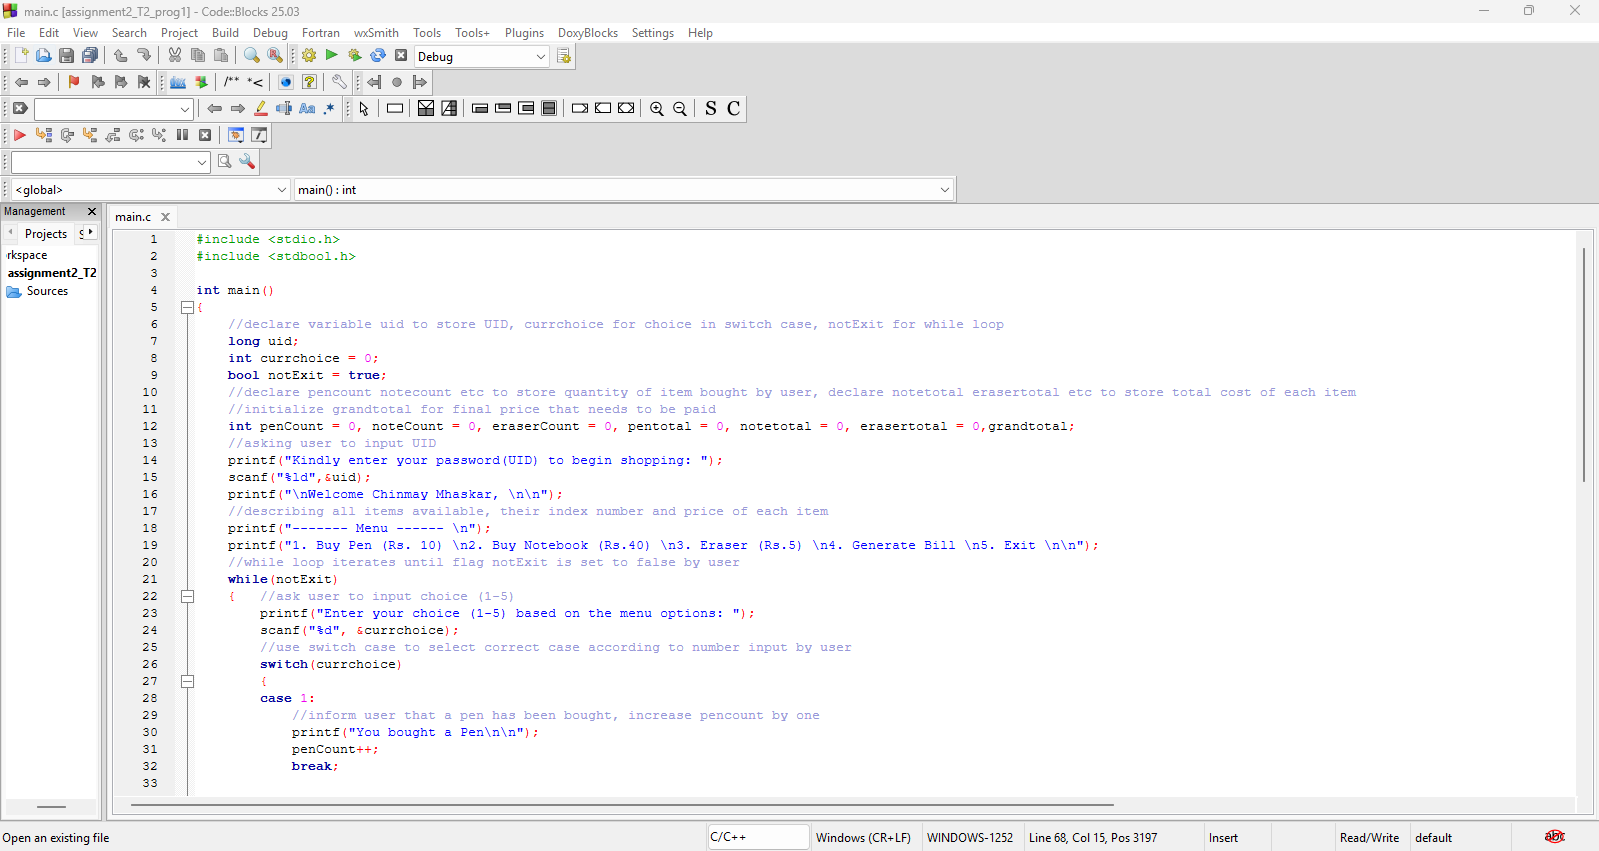 main.c [assignment2_T2_prog1] - Code::Blocks 25.03
File Edit View Search Project Build Debug Fortran wxSmith Tools Tools+ Plugins DoxyBlocks Settings Help
Debug
/** *<
Aa .*
S C
<global> main() : int
Management
main.c
Projects S
rkspace
assignment2_T2
Sources
1 #include <stdio.h>
2 #include <stdbool.h>
3
4 int main()
5 {
6 //declare variable uid to store UID, currchoice for choice in switch case, notExit for while loop
7 long uid;
8 int currchoice = 0;
9 bool notExit = true;
10 //declare pencount notecount etc to store quantity of item bought by user, declare notetotal erasertotal etc to store total cost of each item
11 //initialize grandtotal for final price that needs to be paid
12 int penCount = 0, noteCount = 0, eraserCount = 0, pentotal = 0, notetotal = 0, erasertotal = 0,grandtotal;
13 //asking user to input UID
14 printf("Kindly enter your password(UID) to begin shopping: ");
15 scanf("%ld",&uid);
16 printf("\nWelcome Chinmay Mhaskar, \n\n");
17 //describing all items available, their index number and price of each item
18 printf("------- Menu ------ \n");
19 printf("1. Buy Pen (Rs. 10) \n2. Buy Notebook (Rs.40) \n3. Eraser (Rs.5) \n4. Generate Bill \n5. Exit \n\n");
20 //while loop iterates until flag notExit is set to false by user
21 while(notExit)
22 { //ask user to input choice (1-5)
23 printf("Enter your choice (1-5) based on the menu options: ");
24 scanf("%d", &currchoice);
25 //use switch case to select correct case according to number input by user
26 switch(currchoice)
27 {
28 case 1:
29 //inform user that a pen has been bought, increase pencount by one
30 printf("You bought a Pen\n\n");
31 penCount++;
32 break;
33
Open an existing file C/C++ Windows (CR+LF) WINDOWS-1252 Line 68, Col 15, Pos 3197 Insert Read/Write default abc